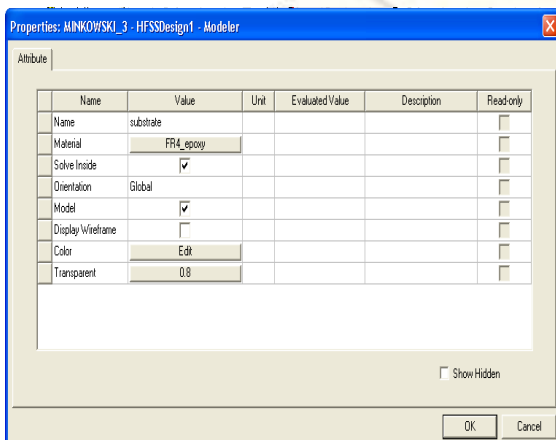 Properties: MINKOWSKI_3 - HFSSDesign1 - Modeler
Attribute
Name Value Unit Evaluated Value Description Read-only
Name substrate
Material FR4_epoxy
Solve Inside
Orientation Global
Model
Display Wireframe
Color Edit
Transparent 0.8
Show Hidden
OK Cancel